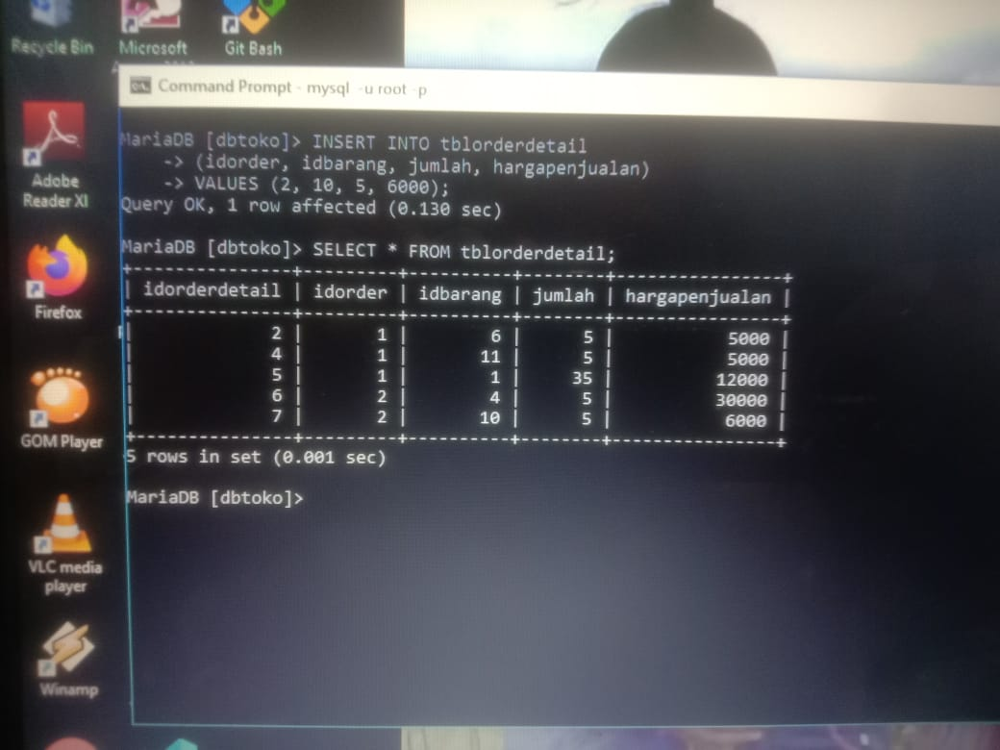 Recycle Bin
Microsoft
Git Bash
Command Prompt - mysql -u root -p
Adobe
Reader XI
Firefox
GOM Player
VLC media
player
Winamp
MariaDB [dbtoko]> INSERT INTO tblorderdetail
-> (idorder, idbarang, jumlah, hargapenjualan)
-> VALUES (2, 10, 5, 6000);
Query OK, 1 row affected (0.130 sec)
MariaDB [dbtoko]> SELECT * FROM tblorderdetail;
+----------------+---------+----------+--------+----------------+
| idorderdetail | idorder | idbarang | jumlah | hargapenjualan |
+----------------+---------+----------+--------+----------------+
| 2 | 1 | 6 | 5 | 5000 |
| 4 | 1 | 11 | 5 | 5000 |
| 5 | 1 | 1 | 35 | 12000 |
| 6 | 2 | 4 | 5 | 30000 |
| 7 | 2 | 10 | 5 | 6000 |
+----------------+---------+----------+--------+----------------+
5 rows in set (0.001 sec)
MariaDB [dbtoko]>